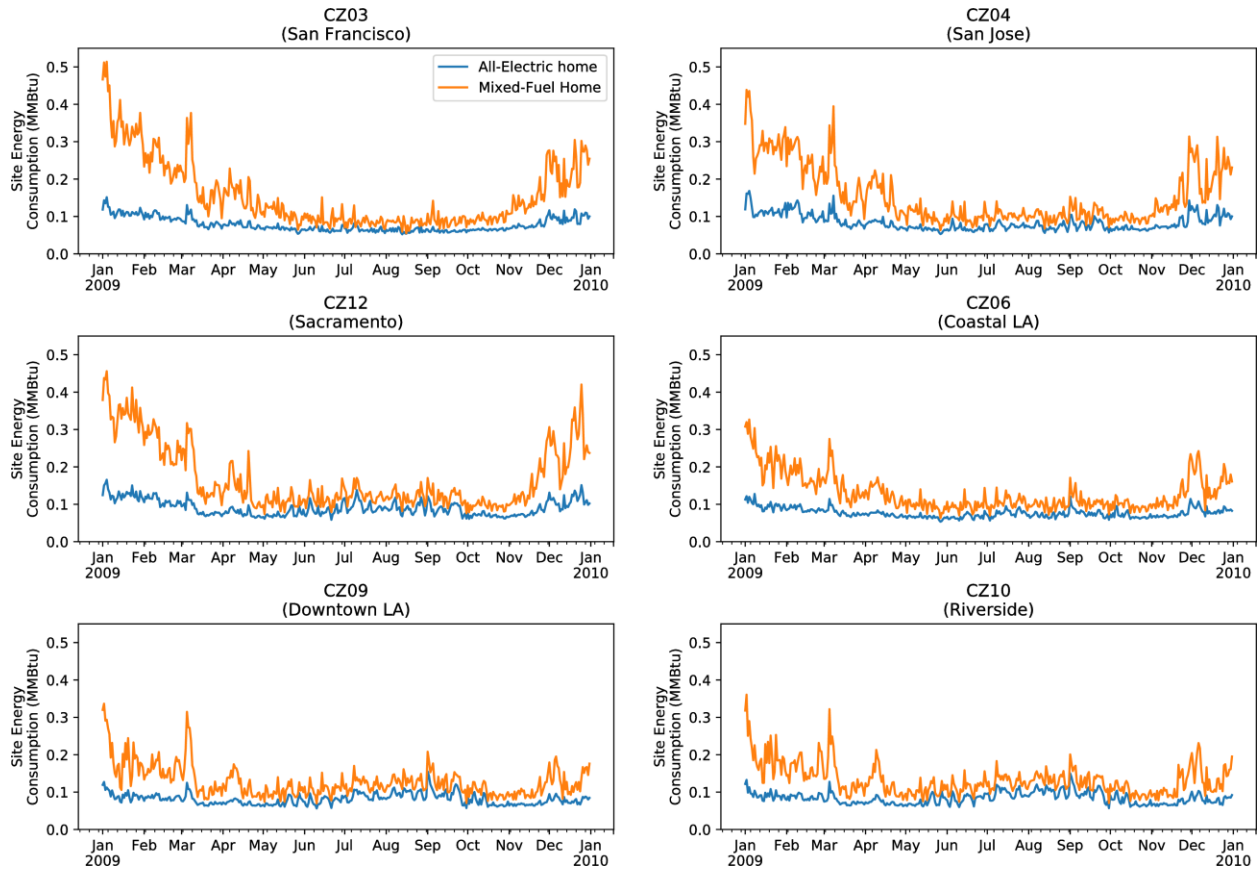 CZ03
(San Francisco)
Site Energy
Consumption (MMBtu)
0.5
0.4
0.3
0.2
0.1
0.0
All-Electric home
Mixed-Fuel Home
Jan Feb Mar Apr May Jun Jul Aug Sep Oct Nov Dec Jan
2009 2010
CZ04
(San Jose)
Site Energy
Consumption (MMBtu)
0.5
0.4
0.3
0.2
0.1
0.0
Jan Feb Mar Apr May Jun Jul Aug Sep Oct Nov Dec Jan
2009 2010
CZ12
(Sacramento)
Site Energy
Consumption (MMBtu)
0.5
0.4
0.3
0.2
0.1
0.0
Jan Feb Mar Apr May Jun Jul Aug Sep Oct Nov Dec Jan
2009 2010
CZ06
(Coastal LA)
Site Energy
Consumption (MMBtu)
0.5
0.4
0.3
0.2
0.1
0.0
Jan Feb Mar Apr May Jun Jul Aug Sep Oct Nov Dec Jan
2009 2010
CZ09
(Downtown LA)
Site Energy
Consumption (MMBtu)
0.5
0.4
0.3
0.2
0.1
0.0
Jan Feb Mar Apr May Jun Jul Aug Sep Oct Nov Dec Jan
2009 2010
CZ10
(Riverside)
Site Energy
Consumption (MMBtu)
0.5
0.4
0.3
0.2
0.1
0.0
Jan Feb Mar Apr May Jun Jul Aug Sep Oct Nov Dec Jan
2009 2010